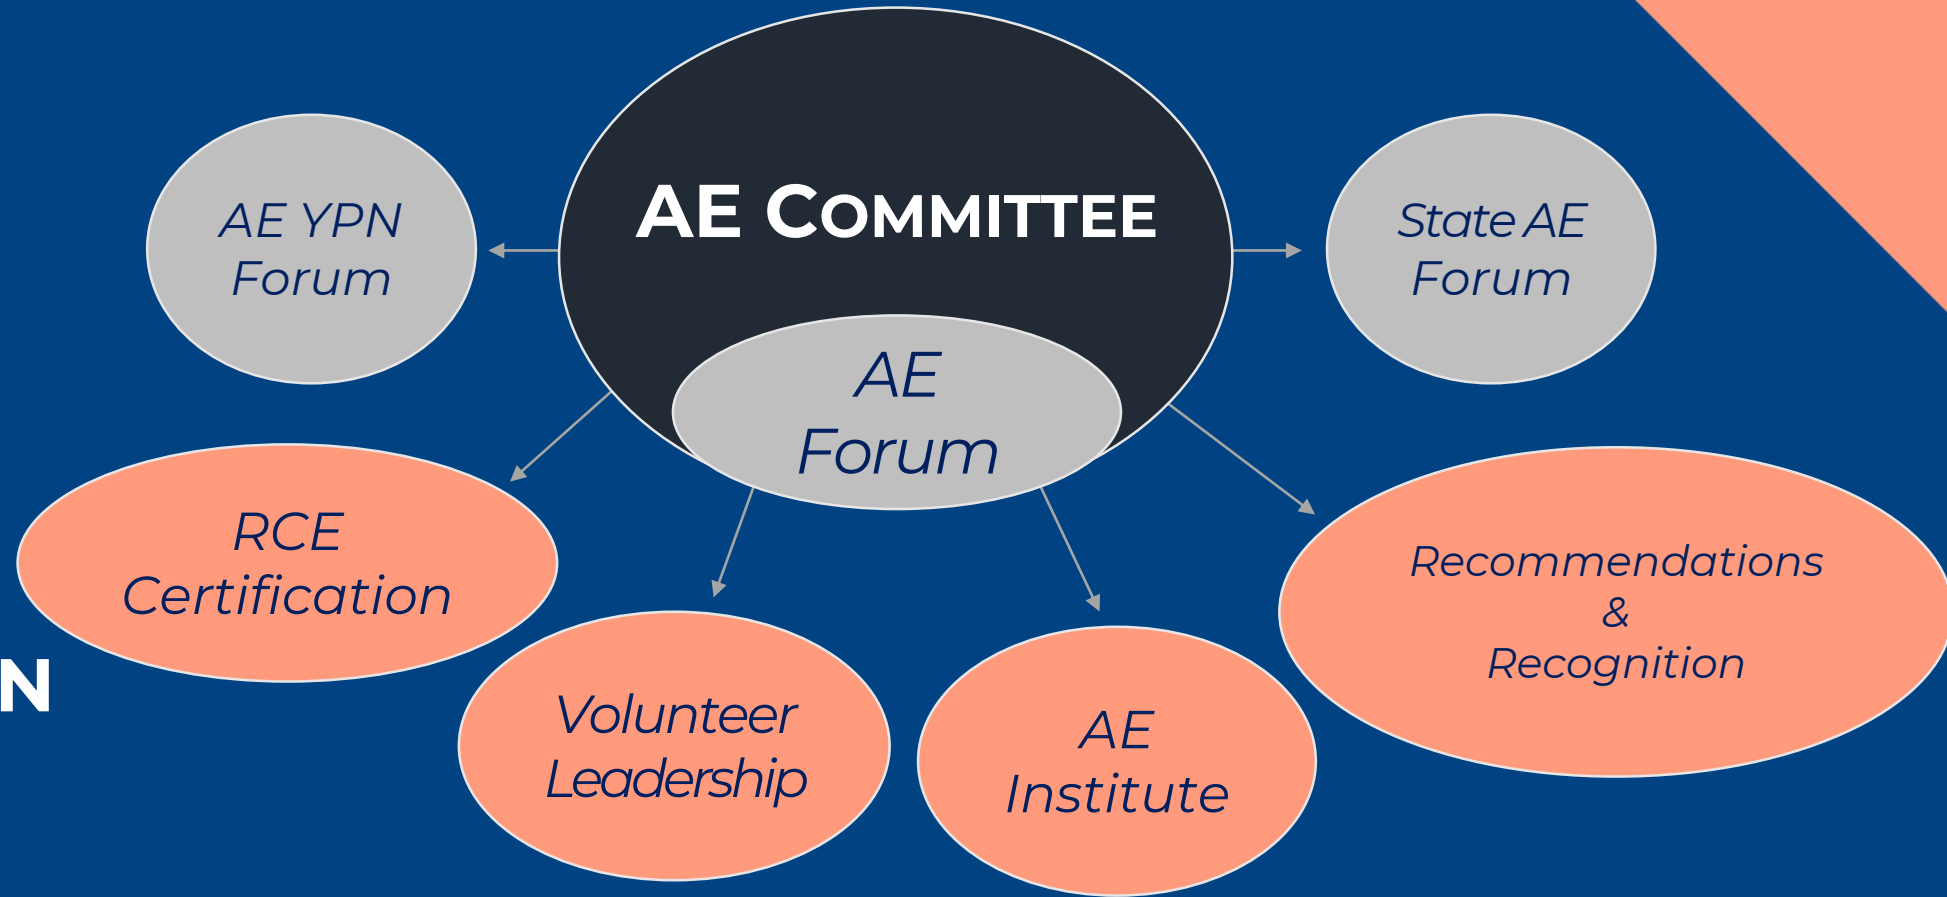 AE COMMITTEE
AE YPN
Forum
State AE
Forum
AE
Forum
RCE
Certification
Recommendations
&
Recognition
N
Volunteer
Leadership
AE
Institute